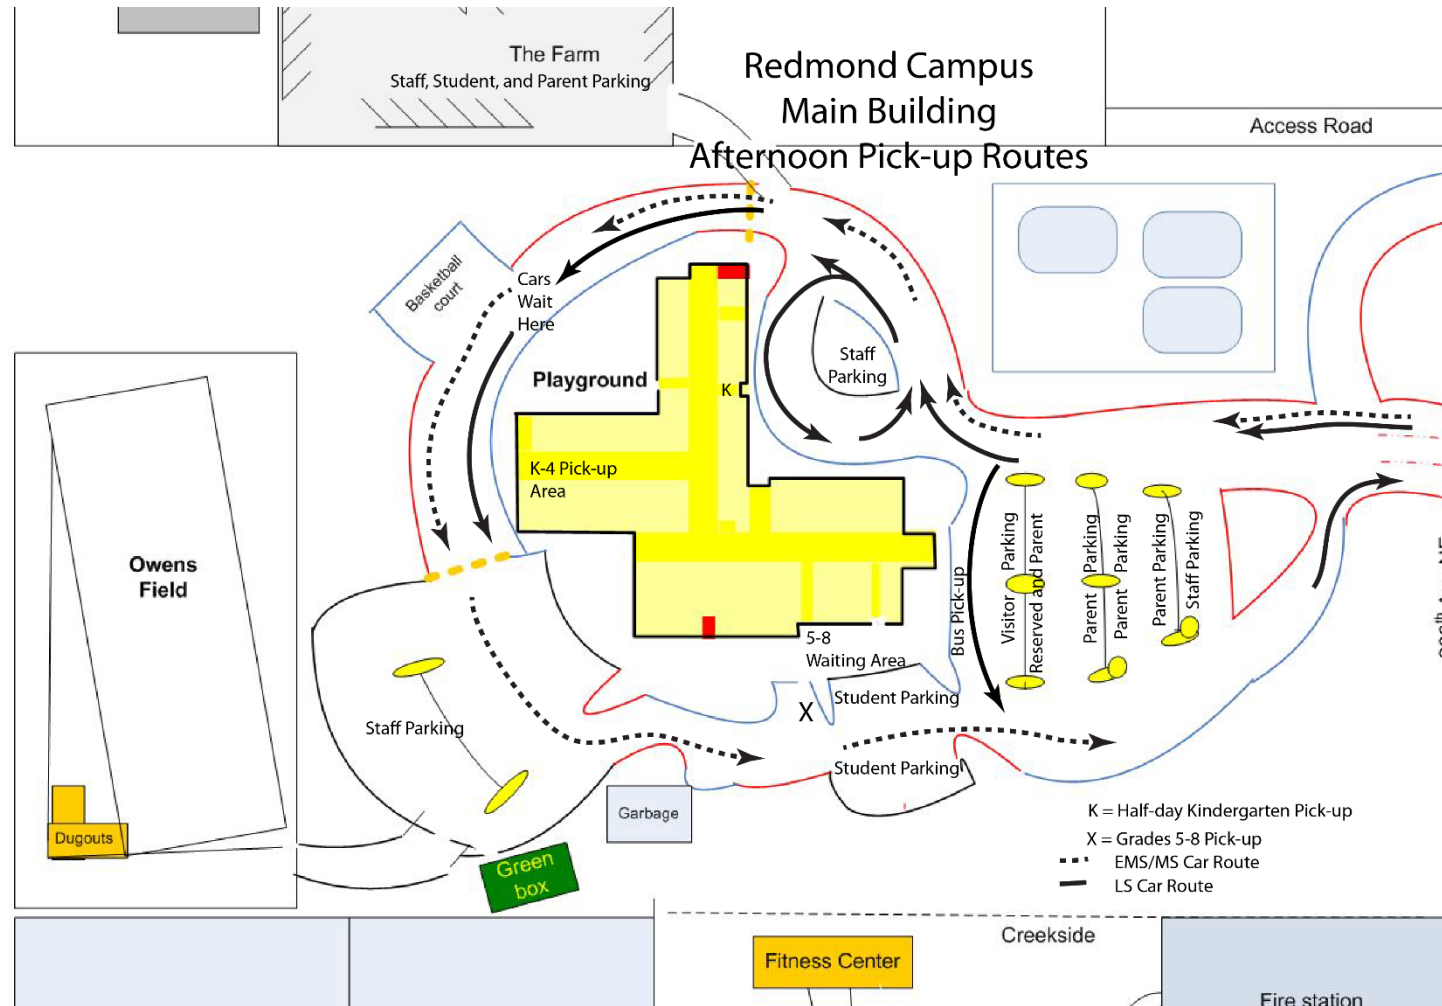 The Farm
Staff, Student, and Parent Parking
Redmond Campus
Main Building
Afternoon Pick-up Routes
Access Road
Basketball
court
Cars
Wait
Here
Staff
Parking
Playground
K
K-4 Pick-up
Area
Owens
Field
Bus Pick-up
Visitor Parking
Reserved and Parent
Parent Parking
Parent Parking
Parent Parking
Staff Parking
5-8
Waiting Area
Student Parking
X
Staff Parking
Student Parking
Garbage
Dugouts
Green
box
K = Half-day Kindergarten Pick-up
X = Grades 5-8 Pick-up
EMS/MS Car Route
LS Car Route
Creekside
Fitness Center
Fire station